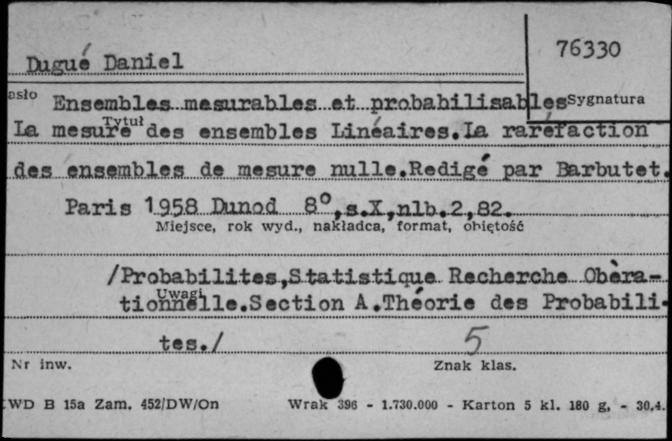 76330
Dugué Daniel
asło Ensembles mesurables et probabilisables Sygnatura
Tytuł
La mesure des ensembles Linéaires.La raréfaction
des ensembles de mesure nulle.Redigé par Barbutet.
Paris 1958 Dunod 8°,s.X,nlb.2,82.
Miejsce, rok wyd., nakładca, format, objętość
/Probabilites,Statistique Recherche Obèra-
Uwagi
tionnelle.Section A.Théorie des Probabili-
tes./ 5
Nr inw. Znak klas.
WD B 15a Zam. 452/DW/On Wrak 396 - 1.730.000 - Karton 5 kl. 180 g. - 30.4.